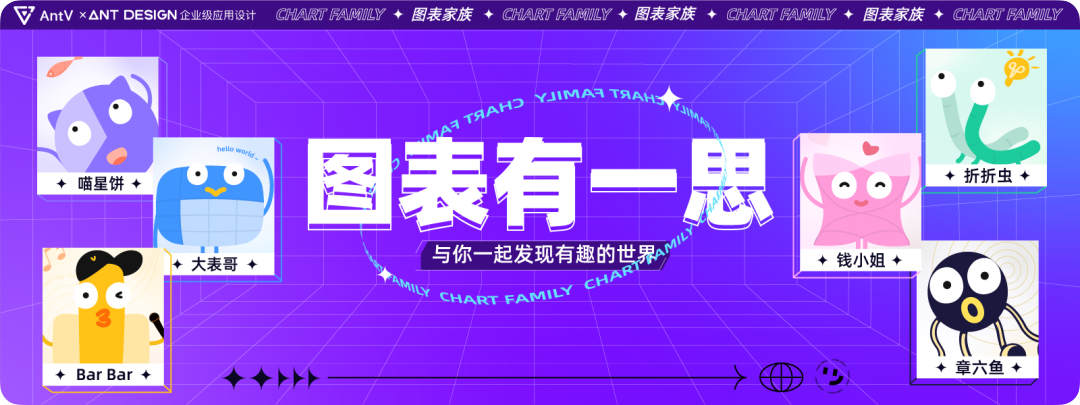 AntV × ANT DESIGN 企业级应用设计 CHART FAMILY ✦ 图表家族 ✦ CHART FAMILY ✦ 图表家族 ✦ CHART FAMILY ✦ 图表家族 ✦ CHART FAMILY
喵星饼
hello world ~
大表哥
Bar Bar
图表有一思
与你一起发现有趣的世界
CHART FAMILY CHART FAMILY CHART FAMILY CHART FAMILY CHART FAMILY
折折虫
钱小姐
章六鱼